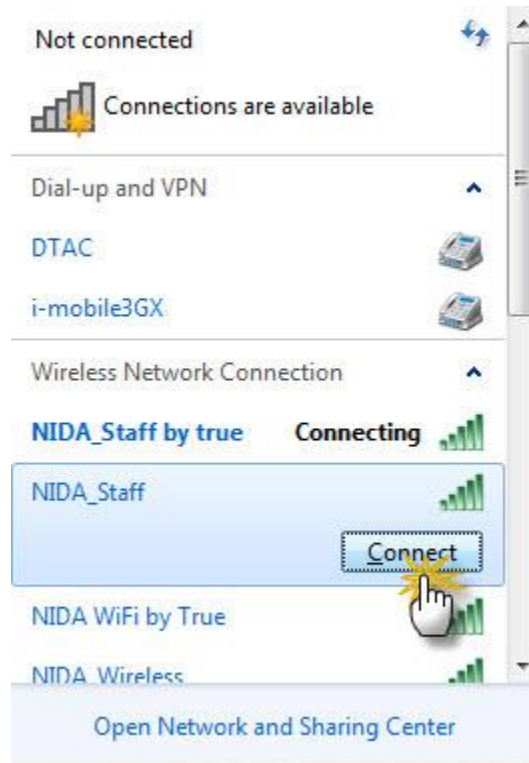 Not connected
Connections are available
Dial-up and VPN
DTAC
i-mobile3GX
Wireless Network Connection
NIDA_Staff by true Connecting
NIDA_Staff
Connect
NIDA WiFi by True
NIDA_Wireless
Open Network and Sharing Center